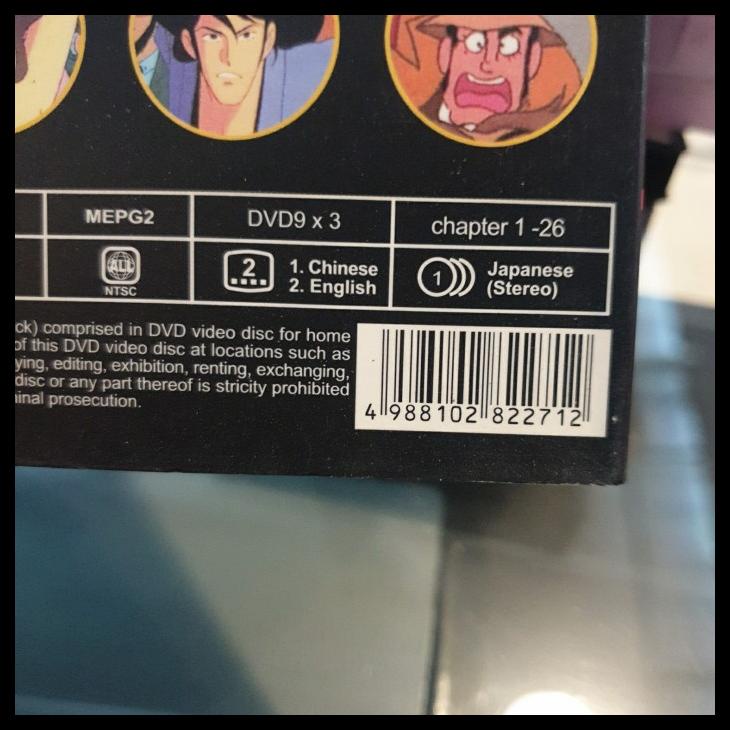 MEPG2
DVD9 x 3
chapter 1 -26
ALL
NTSC
2
1. Chinese
2. English
1
Japanese
(Stereo)
ck) comprised in DVD video disc for home
of this DVD video disc at locations such as
ying, editing, exhibition, renting, exchanging,
disc or any part thereof is stricity prohibited
inal prosecution.
4 988102 822712